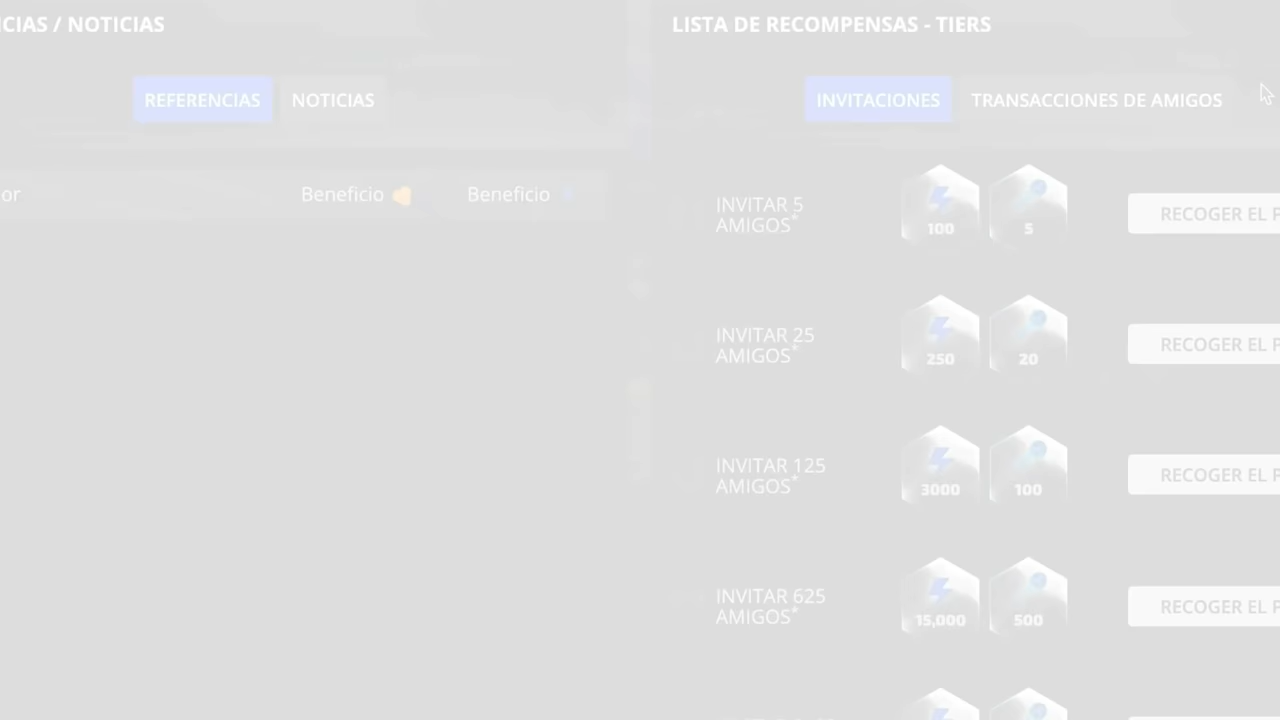 CIAS / NOTICIAS
REFERENCIAS
NOTICIAS
or
Beneficio
Beneficio
LISTA DE RECOMPENSAS - TIERS
INVITACIONES
TRANSACCIONES DE AMIGOS
INVITAR 5
AMIGOS*
100
5
RECOGER EL P
INVITAR 25
AMIGOS*
250
20
RECOGER EL P
INVITAR 125
AMIGOS*
3000
100
RECOGER EL P
INVITAR 625
AMIGOS*
15,000
500
RECOGER EL P